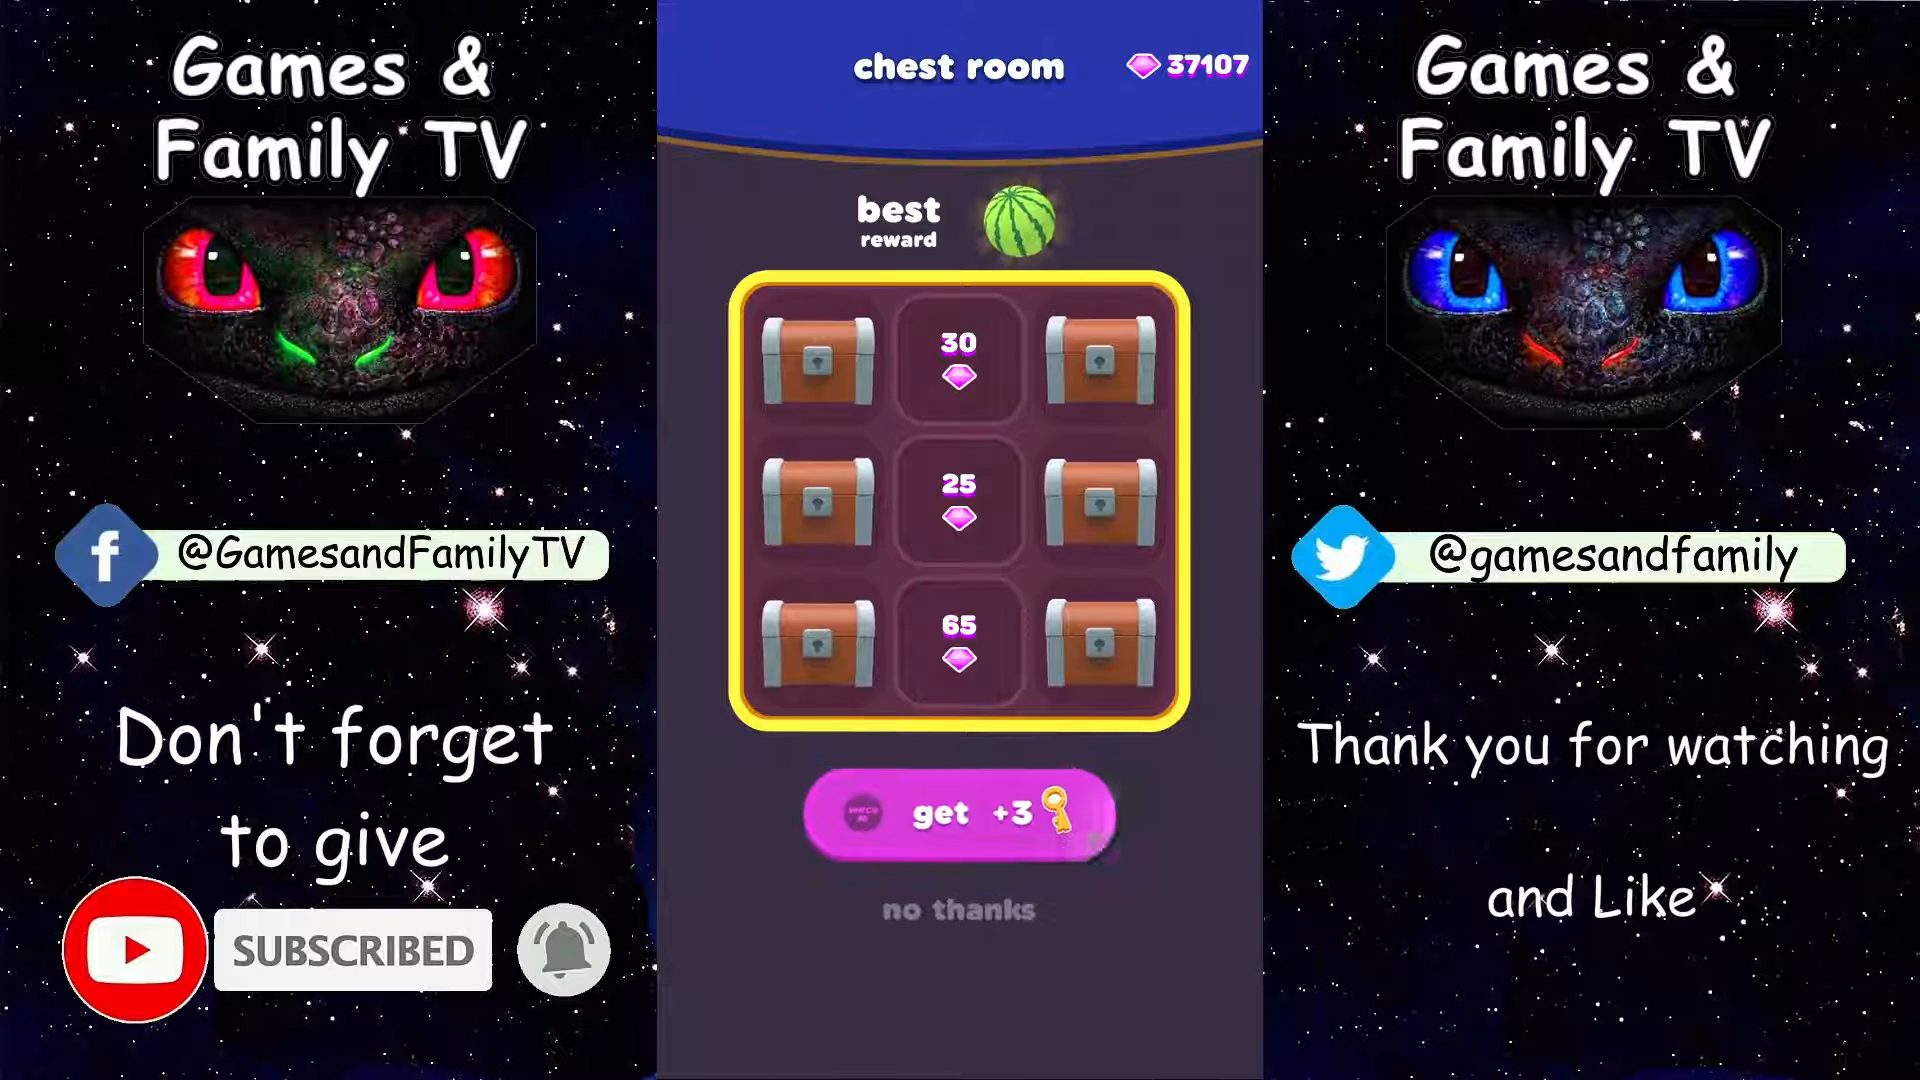 Games &
Family TV
@GamesandFamilyTV
Don't forget
to give
SUBSCRIBED
chest room
37107
best
reward
30
25
65
get +3
no thanks
Games &
Family TV
@gamesandfamily
Thank you for watching
and Like